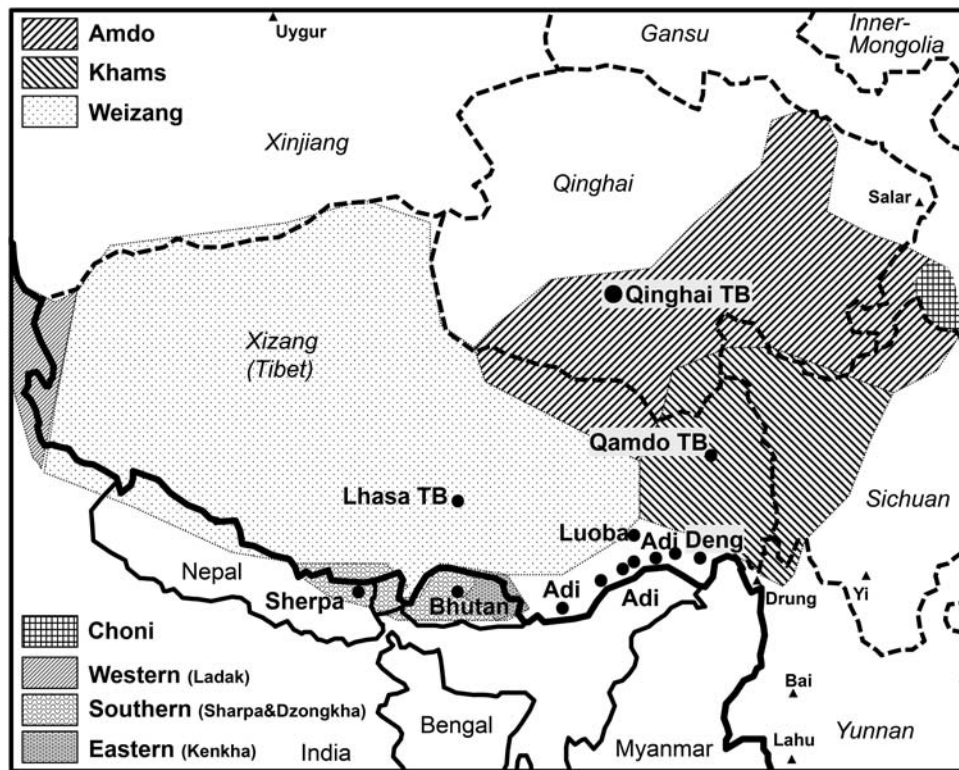 Amdo
Khams
Weizang
Uygur
Gansu
Inner-
Mongolia
Xinjiang
Qinghai
Salar
Qinghai TB
Xizang
(Tibet)
Qamdo TB
Lhasa TB
Sichuan
Luoba
Adi Deng
Nepal
Sherpa
Bhutan
Adi
Adi
Drung
Yi
Choni
Western (Ladak)
Southern (Sharpa&Dzongkha)
Eastern (Kenkha)
Bengal
India
Myanmar
Bai
Yunnan
Lahu